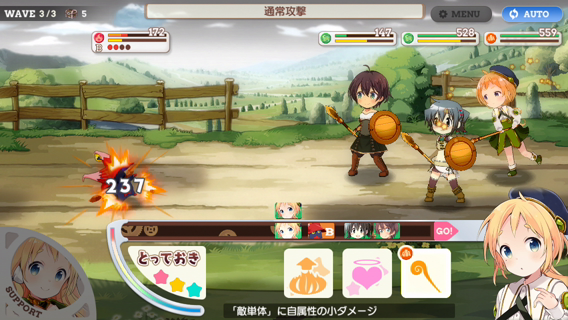 WAVE 3/3 5
通常攻撃
MENU
AUTO
172
147
528
559
237
B
GO!
とっておき
SUPPORT
「敵単体」に自属性の小ダメージ